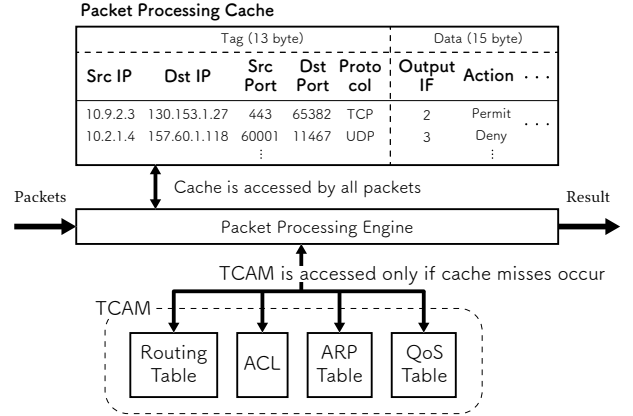 Packet Processing Cache
Tag (13 byte) Data (15 byte)
Src IP Dst IP Src Port Dst Port Proto col Output IF Action · · ·
10.9.2.3 130.153.1.27 443 65382 TCP 2 Permit · · ·
10.2.1.4 157.60.1.118 60001 11467 UDP 3 Deny
⋮ ⋮
Cache is accessed by all packets
Packets
Result
Packet Processing Engine
TCAM is accessed only if cache misses occur
TCAM
Routing Table
ACL
ARP Table
QoS Table